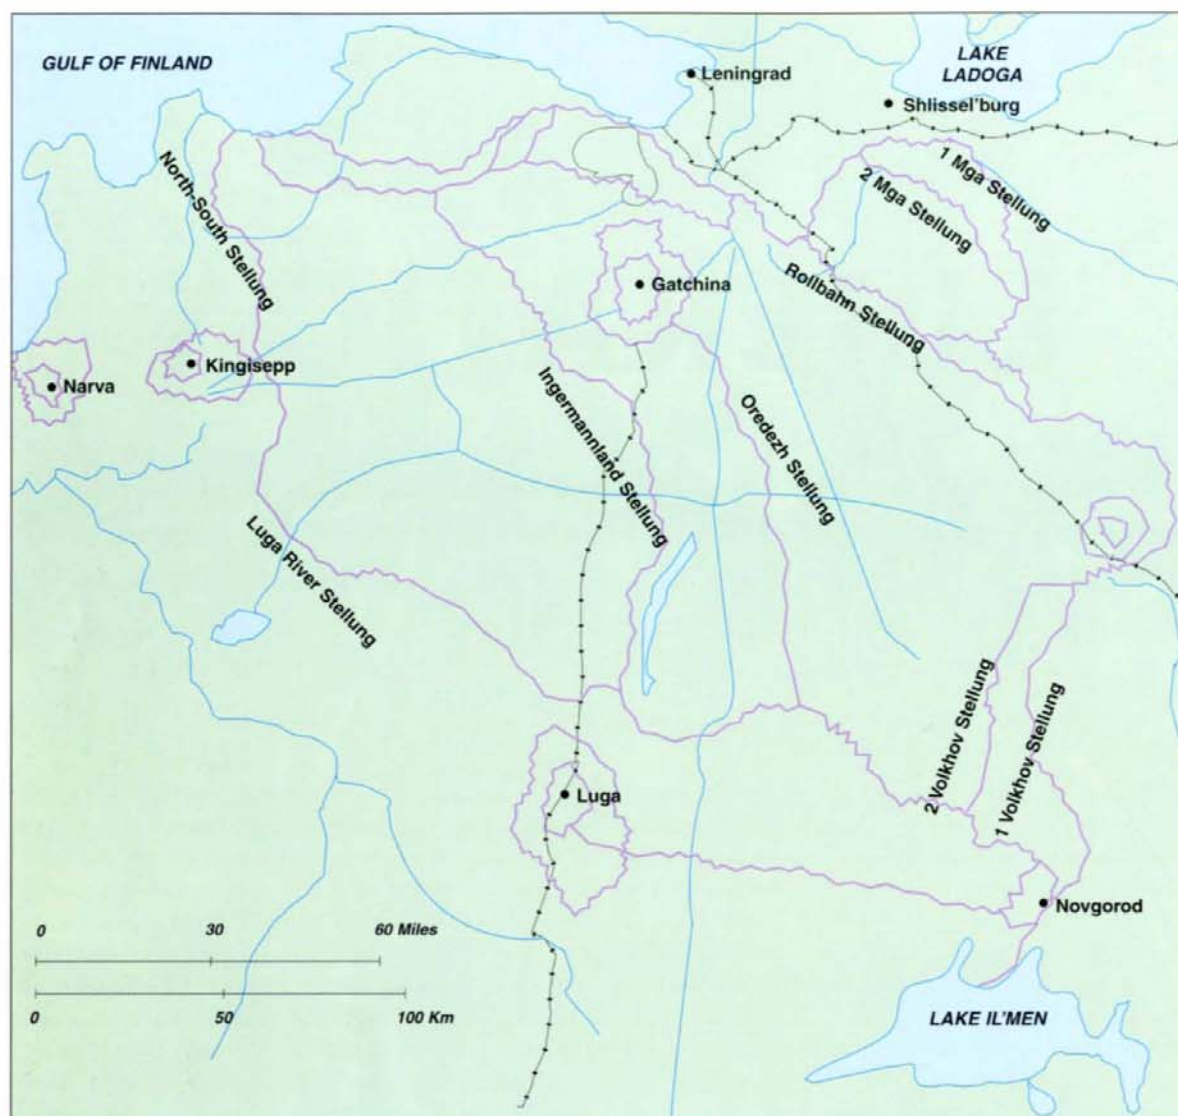 GULF OF FINLAND
LAKE
LADOGA
Leningrad
Shlissel'burg
1 Mga Stellung
2 Mga Stellung
North-South Stellung
Gatchina
Rollbahn Stellung
Kingisepp
Narva
Ingermannland Stellung
Oredezh Stellung
Luga River Stellung
2 Volkhov Stellung
1 Volkhov Stellung
Luga
Novgorod
0 30 60 Miles
0 50 100 Km
LAKE IL'MEN